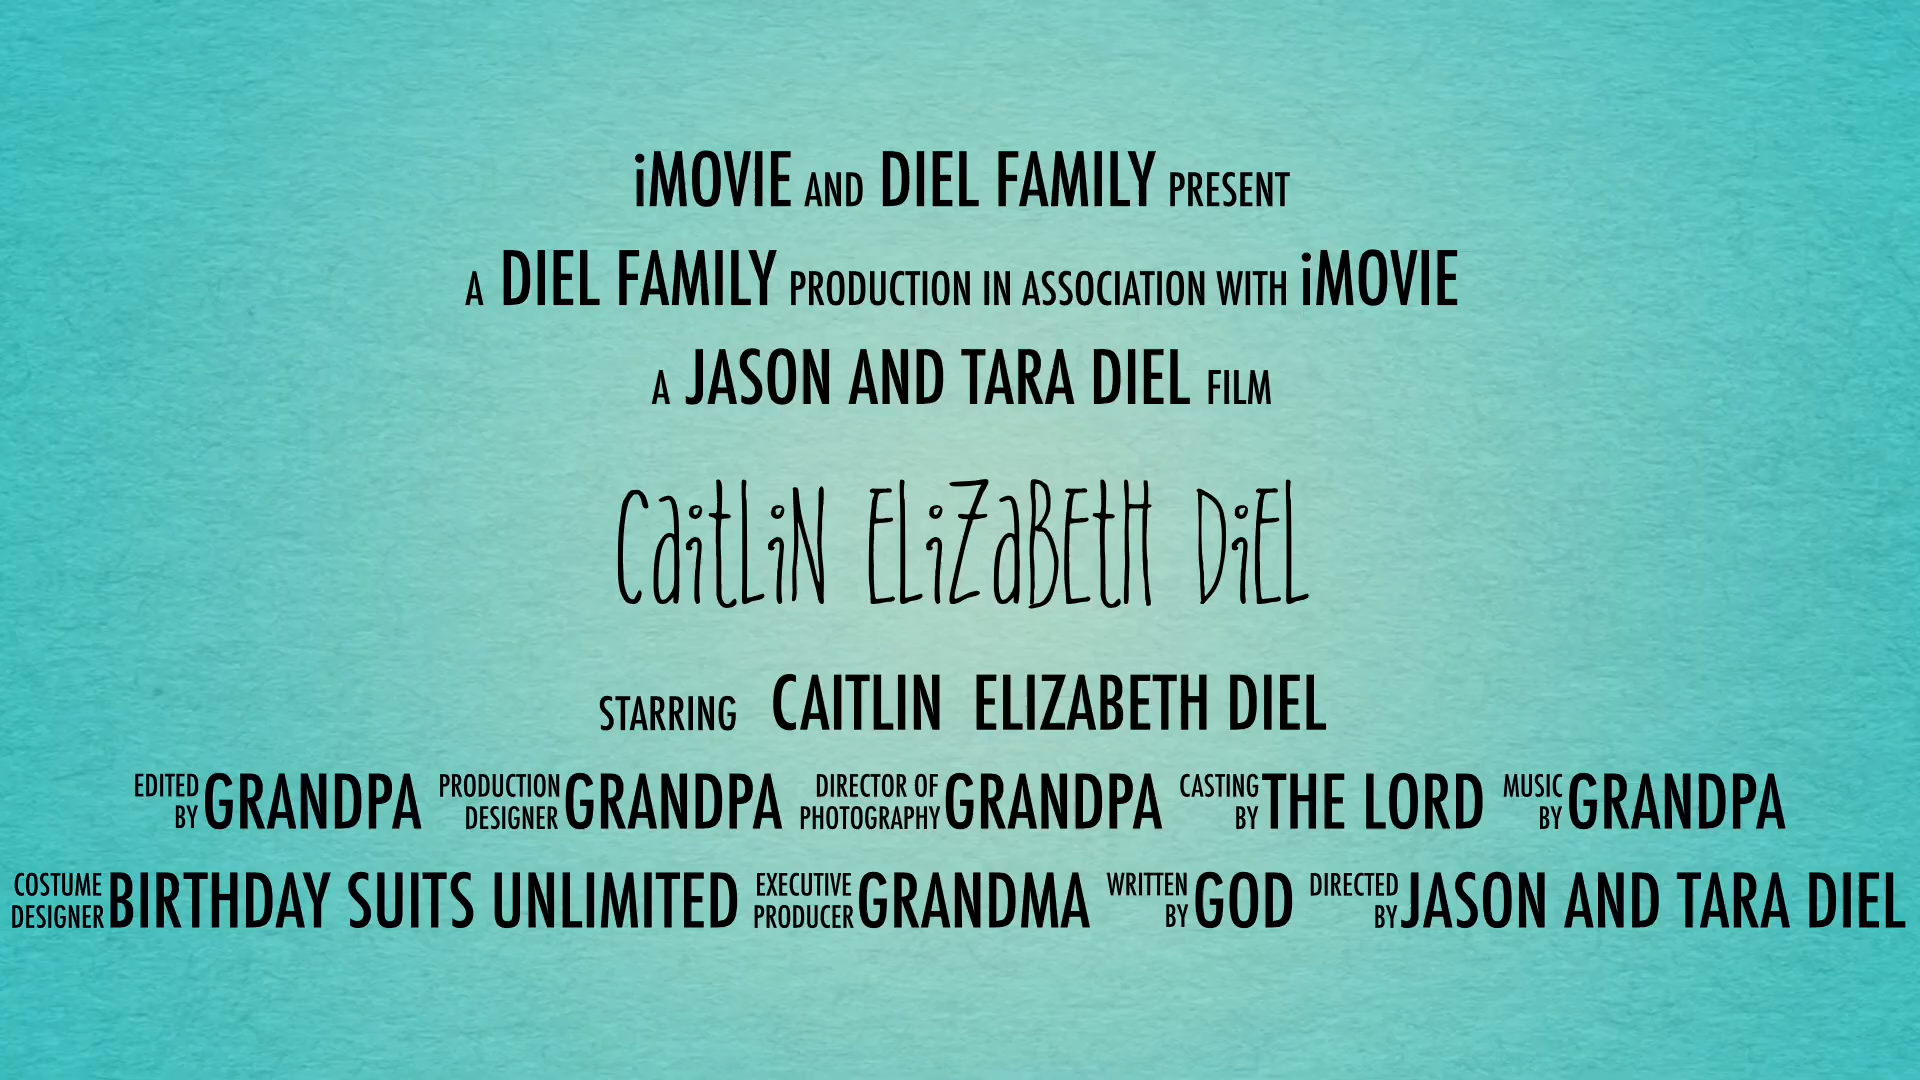 iMOVIE AND DIEL FAMILY PRESENT
A DIEL FAMILY PRODUCTION IN ASSOCIATION WITH iMOVIE
A JASON AND TARA DIEL FILM
CaitLiN ELiZaBEtH DiEL
STARRING CAITLIN ELIZABETH DIEL
EDITED BY GRANDPA PRODUCTION DESIGNER GRANDPA DIRECTOR OF PHOTOGRAPHY GRANDPA CASTING BY THE LORD MUSIC BY GRANDPA
COSTUME DESIGNER BIRTHDAY SUITS UNLIMITED EXECUTIVE PRODUCER GRANDMA WRITTEN BY GOD DIRECTED BY JASON AND TARA DIEL